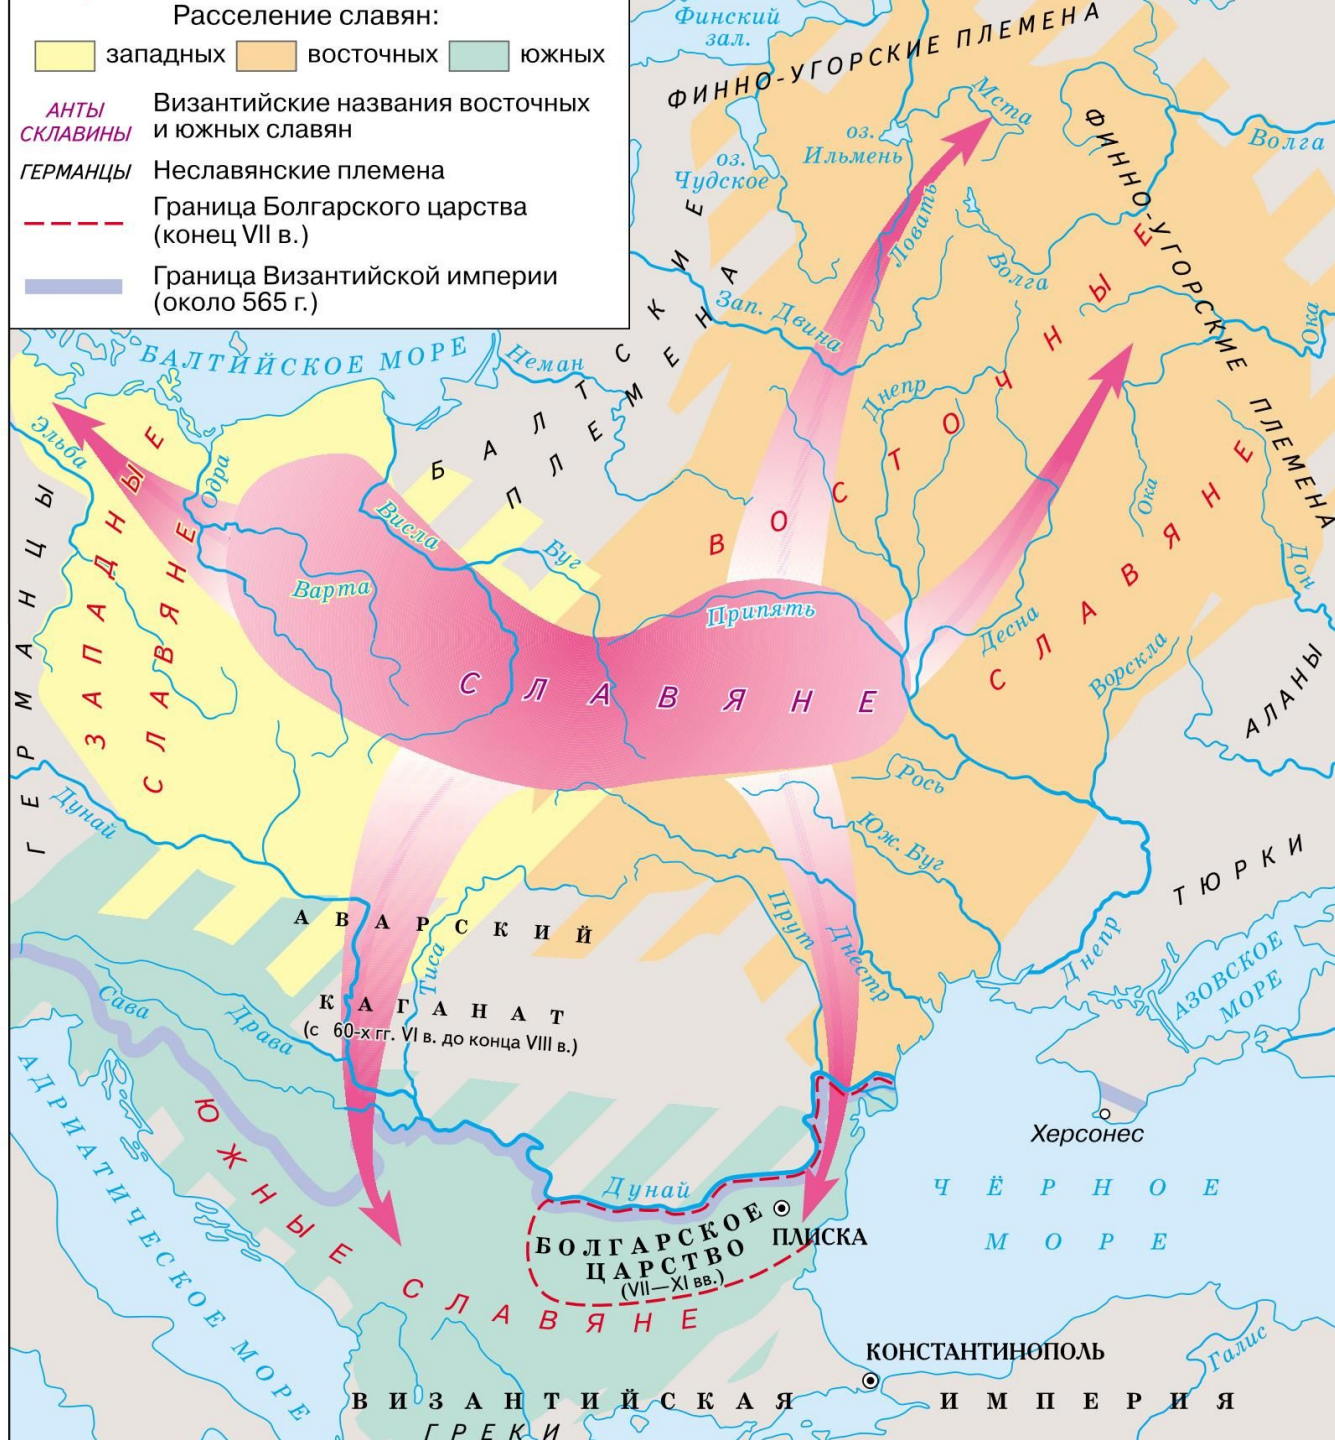 Расселение славян:
западных восточных южных
АНТЫ
СКЛАВИНЫ
Византийские названия восточных
и южных славян
ГЕРМАНЦЫ Неславянские племена
Граница Болгарского царства
(конец VII в.)
Граница Византийской империи
(около 565 г.)
Финский
зал.
ФИННО-УГОРСКИЕ ПЛЕМЕНА
Мста
оз.
Ильмень
оз.
Чудское
Волга
ФИННО-УГОРСКИЕ ПЛЕМЕНА
Ловать
Волга
Зап. Двина
Ока
БАЛТИЙСКОЕ МОРЕ
Неман
БАЛТСКИЕ
ПЛЕМЕНА
Днепр
Эльба
Одра
Висла
Буг
Варта
Припять
Ока
Дон
Десна
Ворскла
ВОСТОЧНЫЕ
СЛАВЯНЕ
ЗАПАДНЫЕ
СЛАВЯНЕ
ГЕРМАНЦЫ
СЛАВЯНЕ
АЛАНЫ
Рось
Дунай
Юж. Буг
ТЮРКИ
АВАРСКИЙ
КАГАНАТ
(с 60-х гг. VI в. до конца VIII в.)
Тиса
Прут
Днестр
Днепр
АЗОВСКОЕ
МОРЕ
Сава
Драва
АДРИАТИЧЕСКОЕ МОРЕ
ЮЖНЫЕ СЛАВЯНЕ
Херсонес
Дунай
ЧЁРНОЕ
МОРЕ
БОЛГАРСКОЕ
ЦАРСТВО
(VII—XI вв.)
ПЛИСКА
КОНСТАНТИНОПОЛЬ
Галис
ВИЗАНТИЙСКАЯ ИМПЕРИЯ
ГРЕКИ